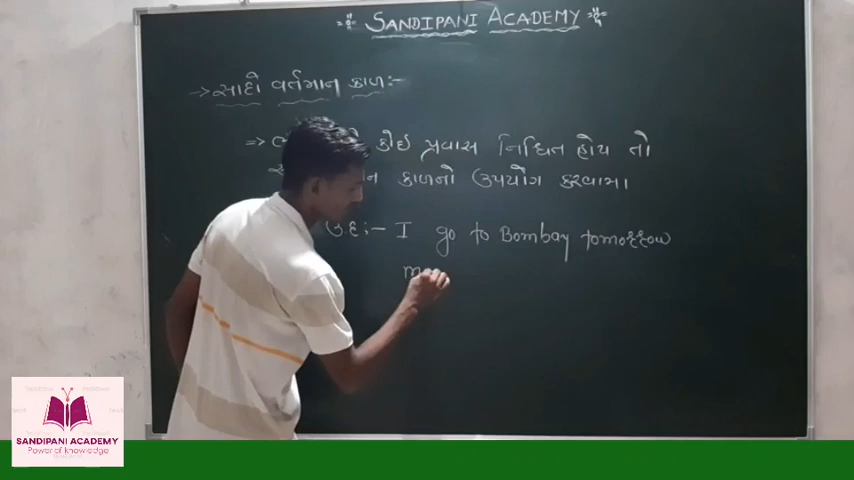 SANDIPANI ACADEMY
→ સાદો વર્તમાન કાળ:-
⇒ કોઈ પ્રવાસ નિશ્ચિત હોય તો
ન કાળનો ઉપયોગ કરવામાં
ઉદા:- I go to Bombay tomorrow
m
SANDIPANI ACADEMY
Power of knowledge